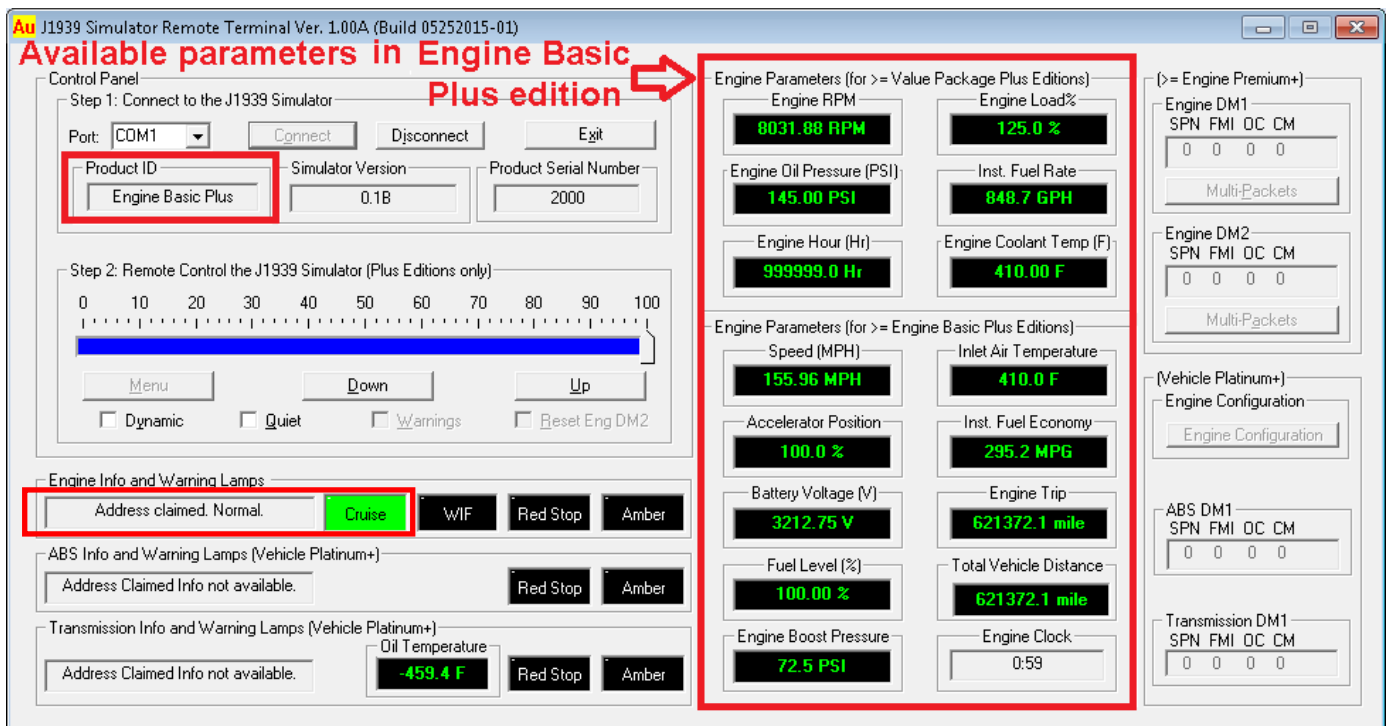 Au J1939 Simulator Remote Terminal Ver. 1.00A (Build 05252015-01)
Available parameters in Engine Basic
Plus edition
Control Panel
Step 1: Connect to the J1939 Simulator
Port: COM1 Connect Disconnect Exit
Product ID Simulator Version Product Serial Number
Engine Basic Plus 0.1B 2000
Step 2: Remote Control the J1939 Simulator (Plus Editions only)
0 10 20 30 40 50 60 70 80 90 100
Menu Down Up
Dynamic Quiet Warnings Reset Eng DM2
Engine Info and Warning Lamps
Address claimed. Normal. Cruise WIF Red Stop Amber
ABS Info and Warning Lamps (Vehicle Platinum+)
Address Claimed Info not available. Red Stop Amber
Transmission Info and Warning Lamps (Vehicle Platinum+)
Oil Temperature
Address Claimed Info not available. -459.4 F Red Stop Amber
Engine Parameters (for >= Value Package Plus Editions)
Engine RPM Engine Load%
8031.88 RPM 125.0 %
Engine Oil Pressure (PSI) Inst. Fuel Rate
145.00 PSI 848.7 GPH
Engine Hour (Hr) Engine Coolant Temp (F)
999999.0 Hr 410.00 F
Engine Parameters (for >= Engine Basic Plus Editions)
Speed (MPH) Inlet Air Temperature
155.96 MPH 410.0 F
Accelerator Position Inst. Fuel Economy
100.0 % 295.2 MPG
Battery Voltage (V) Engine Trip
3212.75 V 621372.1 mile
Fuel Level (%) Total Vehicle Distance
100.00 % 621372.1 mile
Engine Boost Pressure Engine Clock
72.5 PSI 0:59
(>= Engine Premium+)
Engine DM1
SPN FMI OC CM
0 0 0 0
Multi-Packets
Engine DM2
SPN FMI OC CM
0 0 0 0
Multi-Packets
(Vehicle Platinum+)
Engine Configuration
Engine Configuration
ABS DM1
SPN FMI OC CM
0 0 0 0
Transmission DM1
SPN FMI OC CM
0 0 0 0